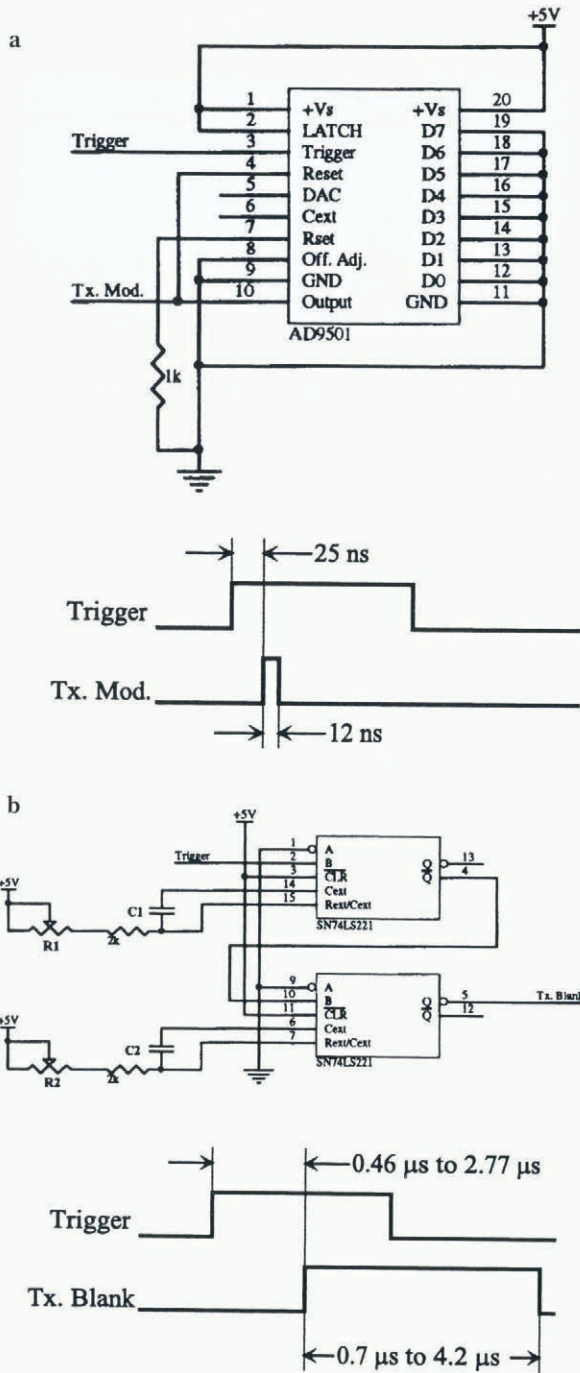 a
+5V
1 +Vs +Vs 20
2 LATCH D7 19
Trigger 3 Trigger D6 18
4 Reset D5 17
5 DAC D4 16
6 Cext D3 15
7 Rset D2 14
8 Off. Adj. D1 13
9 GND D0 12
Tx. Mod. 10 Output GND 11
AD9501
1k
25 ns
Trigger
Tx. Mod.
12 ns
b
+5V
1 A
Trigger 2 B Q 13
3 CLR Q 4
14 Cext
15 Rext/Cext
SN74LS221
+5V
C1
R1 2k
9 A
10 B Q 5 Tx. Blank
11 CLR Q 12
6 Cext
7 Rext/Cext
SN74LS221
+5V
C2
R2 2k
0.46 µs to 2.77 µs
Trigger
Tx. Blank
0.7 µs to 4.2 µs